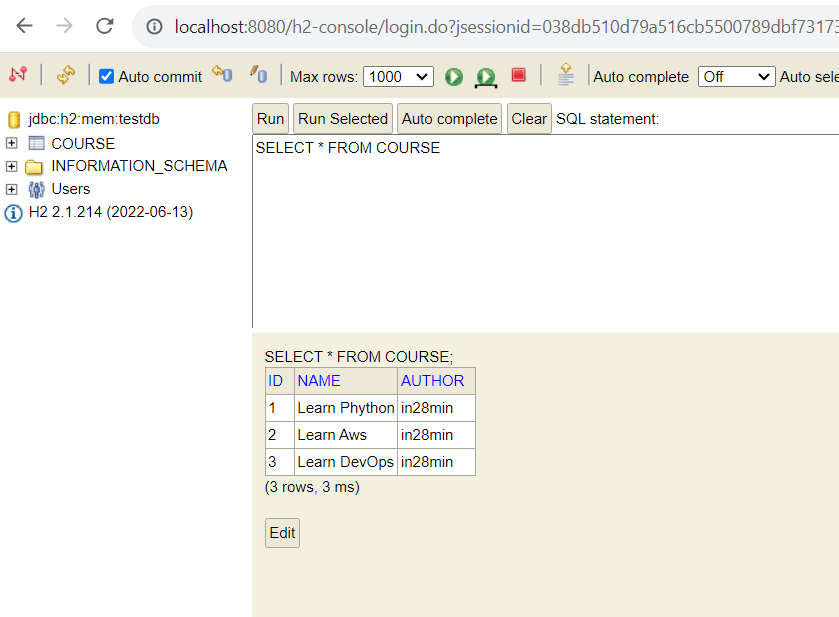 localhost:8080/h2-console/login.do?jsessionid=038db510d79a516cb5500789dbf7317
Auto commit Max rows: 1000 Auto complete Off Auto sele
jdbc:h2:mem:testdb
COURSE
INFORMATION_SCHEMA
Users
H2 2.1.214 (2022-06-13)
Run Run Selected Auto complete Clear SQL statement:
SELECT * FROM COURSE
SELECT * FROM COURSE;
ID NAME AUTHOR
1 Learn Phython in28min
2 Learn Aws in28min
3 Learn DevOps in28min
(3 rows, 3 ms)
Edit